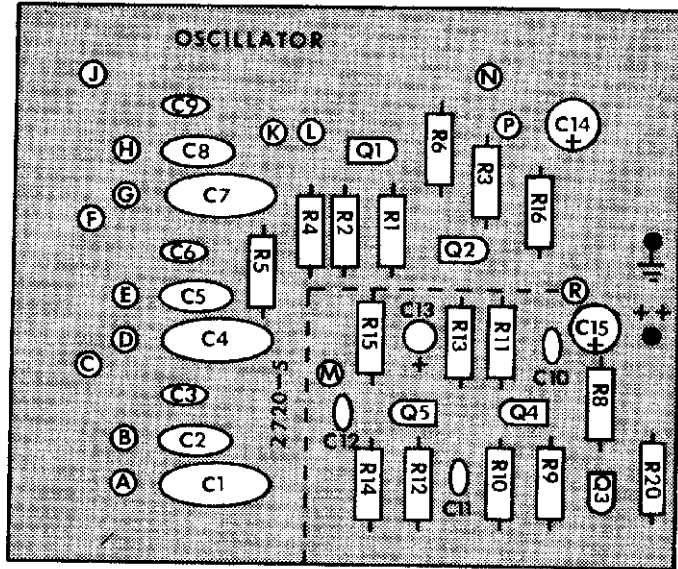 OSCILLATOR
J
N
C9
P
C14
+
K
L
H
C8
Q1
R6
R3
G
C7
R16
F
R4
R2
R1
C6
Q2
R5
E
C5
R
+ +
C13
C15
+
D
C4
R15
+
R13
R11
C10
C
M
R8
C3
2720-5
C12
Q5
Q4
B
C2
A
C1
R14
R12
C11
R10
R9
Q3
R20